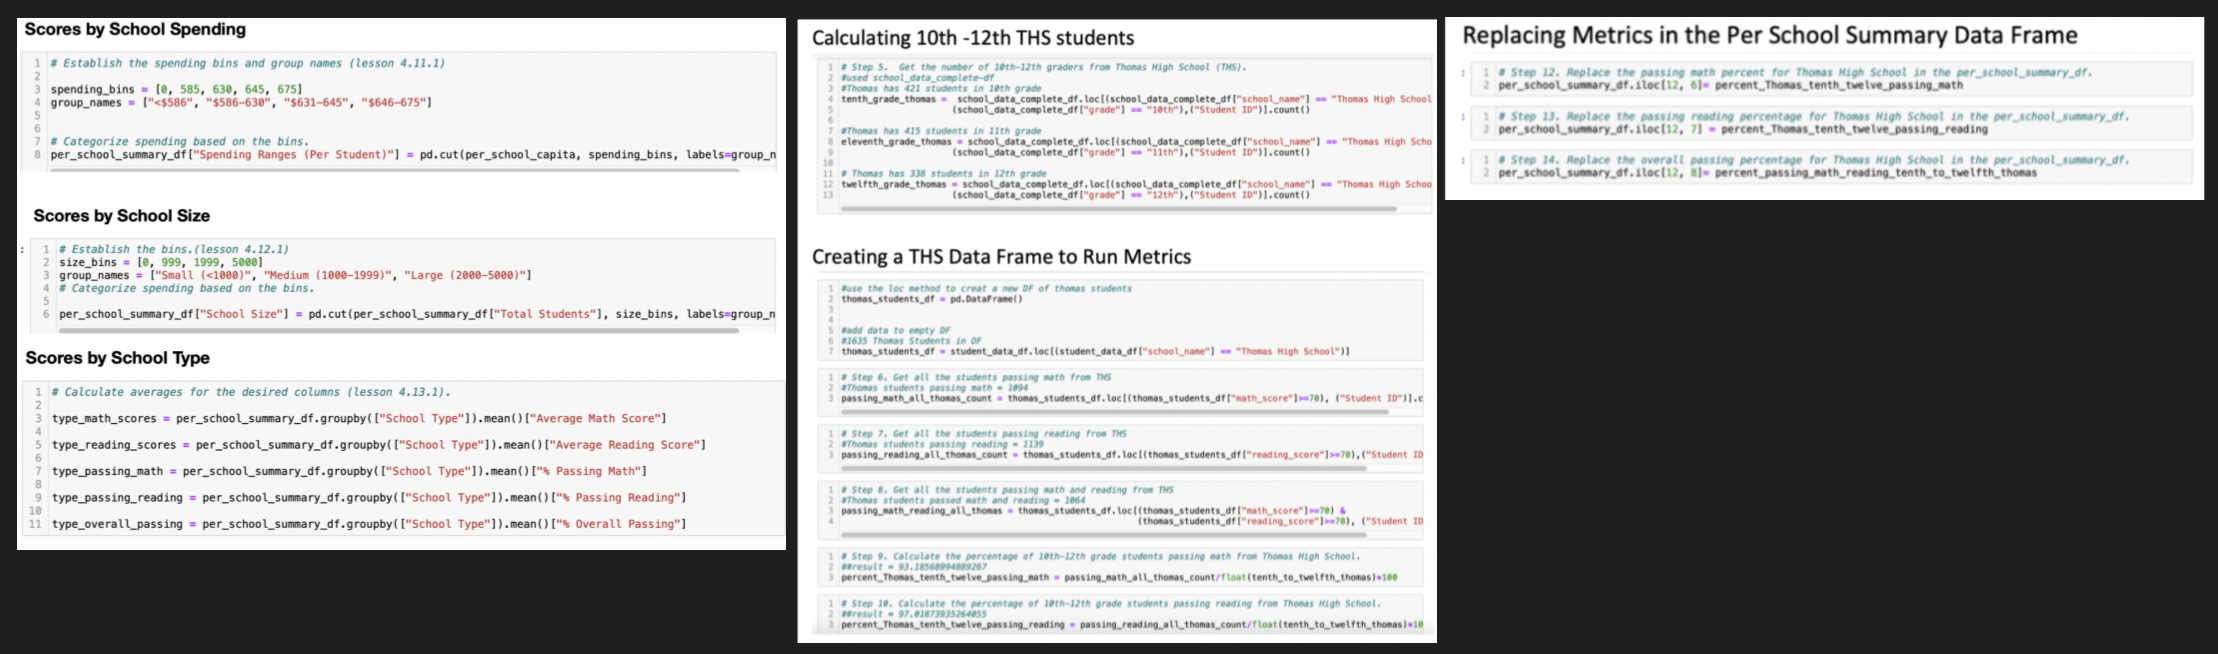 Scores by School Spending
1 # Establish the spending bins and group names (lesson 4.11.1)
2
3 spending_bins = [0, 585, 630, 645, 675]
4 group_names = ["<$586", "$586-630", "$631-645", "$646-675"]
5
6
7 # Categorize spending based on the bins.
8 per_school_summary_df["Spending Ranges (Per Student)"] = pd.cut(per_school_capita, spending_bins, labels=group_n
Scores by School Size
:
1 # Establish the bins.(lesson 4.12.1)
2 size_bins = [0, 999, 1999, 5000]
3 group_names = ["Small (<1000)", "Medium (1000-1999)", "Large (2000-5000)"]
4 # Categorize spending based on the bins.
5
6 per_school_summary_df["School Size"] = pd.cut(per_school_summary_df["Total Students"], size_bins, labels=group_n
Scores by School Type
1 # Calculate averages for the desired columns (lesson 4.13.1).
2
3 type_math_scores = per_school_summary_df.groupby(["School Type"]).mean()["Average Math Score"]
4
5 type_reading_scores = per_school_summary_df.groupby(["School Type"]).mean()["Average Reading Score"]
6
7 type_passing_math = per_school_summary_df.groupby(["School Type"]).mean()["% Passing Math"]
8
9 type_passing_reading = per_school_summary_df.groupby(["School Type"]).mean()["% Passing Reading"]
10
11 type_overall_passing = per_school_summary_df.groupby(["School Type"]).mean()["% Overall Passing"]
Calculating 10th -12th THS students
1 # Step 5. Get the number of 10th-12th graders from Thomas High School (THS).
2 #used school_data_complete-df
3 #Thomas has 421 students in 10th grade
4 tenth_grade_thomas = school_data_complete_df.loc[(school_data_complete_df["school_name"] == "Thomas High School
5 (school_data_complete_df["grade"] == "10th"),("Student ID")].count()
6
7 #Thomas has 415 students in 11th grade
8 eleventh_grade_thomas = school_data_complete_df.loc[(school_data_complete_df["school_name"] == "Thomas High Scho
9 (school_data_complete_df["grade"] == "11th"),("Student ID")].count()
10
11 # Thomas has 338 students in 12th grade
12 twelfth_grade_thomas = school_data_complete_df.loc[(school_data_complete_df["school_name"] == "Thomas High Schoo
13 (school_data_complete_df["grade"] == "12th"),("Student ID")].count()
Creating a THS Data Frame to Run Metrics
1 #use the loc method to creat a new DF of thomas students
2 thomas_students_df = pd.DataFrame()
3
4
5 #add data to empty DF
6 #1635 Thomas Students in DF
7 thomas_students_df = student_data_df.loc[(student_data_df["school_name"] == "Thomas High School")]
1 # Step 6. Get all the students passing math from THS
2 #Thomas students passing math = 1094
3 passing_math_all_thomas_count = thomas_students_df.loc[(thomas_students_df["math_score"]>=70), ("Student ID")].c
1 # Step 7. Get all the students passing reading from THS
2 #Thomas students passing reading = 1139
3 passing_reading_all_thomas_count = thomas_students_df.loc[(thomas_students_df["reading_score"]>=70),("Student ID
1 # Step 8. Get all the students passing math and reading from THS
2 #Thomas students passed math and reading = 1064
3 passing_math_reading_all_thomas = thomas_students_df.loc[(thomas_students_df["math_score"]>=70) &
4 (thomas_students_df["reading_score"]>=70), ("Student ID
1 # Step 9. Calculate the percentage of 10th-12th grade students passing math from Thomas High School.
2 ##result = 93.18568994889267
3 percent_Thomas_tenth_twelve_passing_math = passing_math_all_thomas_count/float(tenth_to_twelfth_thomas)*100
1 # Step 10. Calculate the percentage of 10th-12th grade students passing reading from Thomas High School.
2 ##result = 97.01873935264055
3 percent_Thomas_tenth_twelve_passing_reading = passing_reading_all_thomas_count/float(tenth_to_twelfth_thomas)*10
Replacing Metrics in the Per School Summary Data Frame
:
1 # Step 12. Replace the passing math percent for Thomas High School in the per_school_summary_df.
2 per_school_summary_df.iloc[12, 6]= percent_Thomas_tenth_twelve_passing_math
:
1 # Step 13. Replace the passing reading percentage for Thomas High School in the per_school_summary_df.
2 per_school_summary_df.iloc[12, 7] = percent_Thomas_tenth_twelve_passing_reading
:
1 # Step 14. Replace the overall passing percentage for Thomas High School in the per_school_summary_df.
2 per_school_summary_df.iloc[12, 8]= percent_passing_math_reading_tenth_to_twelfth_thomas